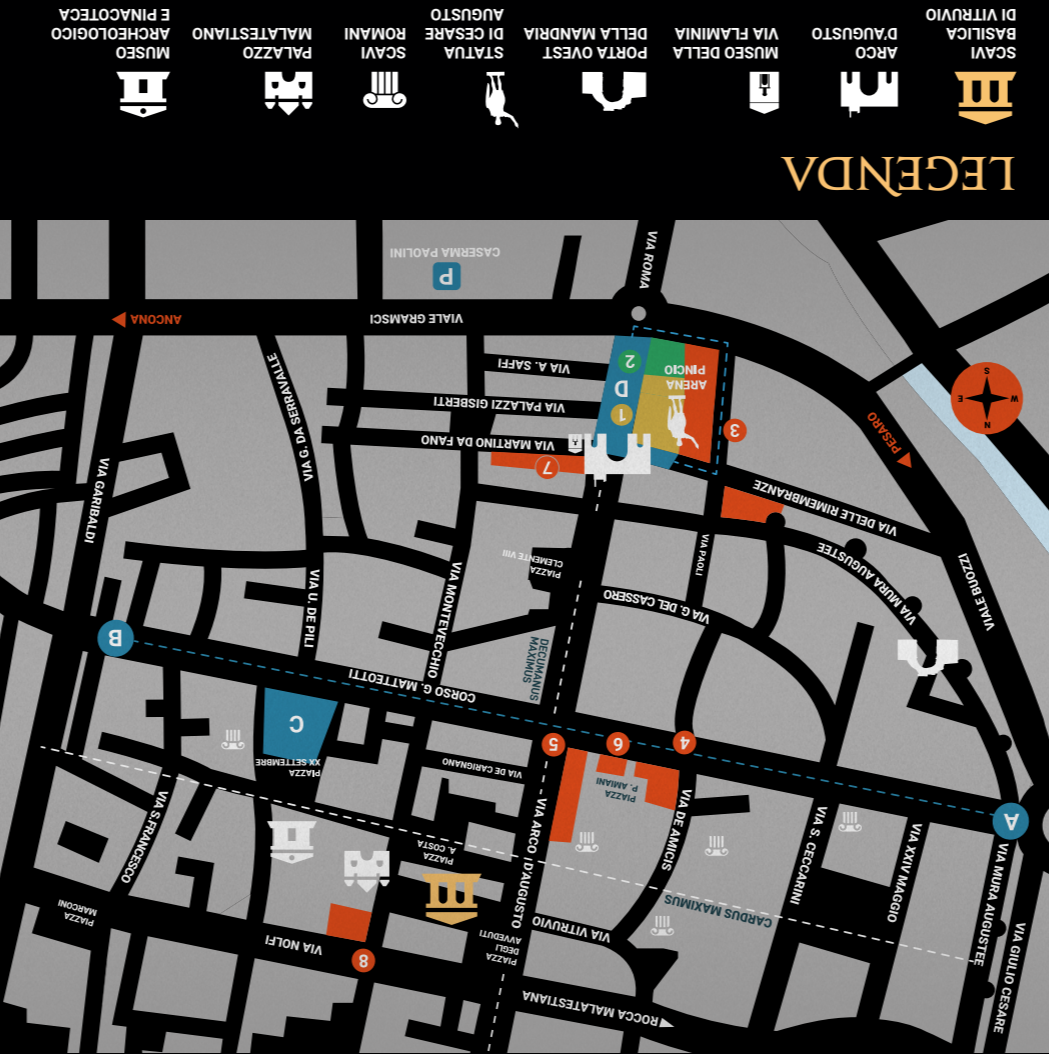 ROCCA MALATESTIANA
VIA GIULIO CESARE
VIA MURA AUGUSTEE
8
VIA NOLFI
PIAZZA
DEGLI
AVVEDUTI
VIA VITRUVIO
PIAZZA
MARCONI
CARDUS MAXIMUS
VIA XXIV MAGGIO
VIA S. CECCARINI
VIA DE AMICIS
VIA ARCO D'AUGUSTO
PIAZZA
A. COSTA
VIA S.FRANCESCO
A
PIAZZA
P. AMIANI
PIAZZA
XX SETTEMBRE
VIA DE CARIGNANO
4
6
5
C
CORSO G. MATTEOTTI
DECUMANUS
MAXIMUS
B
VIA MONTEVECCHIO
VIA U. DE PILI
VIA G. DEL CASSERO
VIALE BUOZZI
VIA MURA AUGUSTEE
PIAZZA
CLEMENTE VIII
VIA PAOLI
VIA DELLE RIMEMBRANZE
VIA GARIBALDI
7
VIA MARTINO DA FANO
3
PESARO
N
W
E
S
1
D
2
ARENA
PINCIO
VIA PALAZZI GISBERTI
VIA G. DA SERRAVALLE
VIA A. SAFFI
VIALE GRAMSCI
ANCONA
P
CASERMA PAOLINI
VIA ROMA
LEGENDA
SCAVI
BASILICA
DI VITRUVIO
ARCO
D'AUGUSTO
MUSEO DELLA
VIA FLAMINIA
PORTA OVEST
DELLA MANDRIA
STATUA
DI CESARE
AUGUSTO
SCAVI
ROMANI
PALAZZO
MALATESTIANO
MUSEO
ARCHEOLOGICO
E PINACOTECA